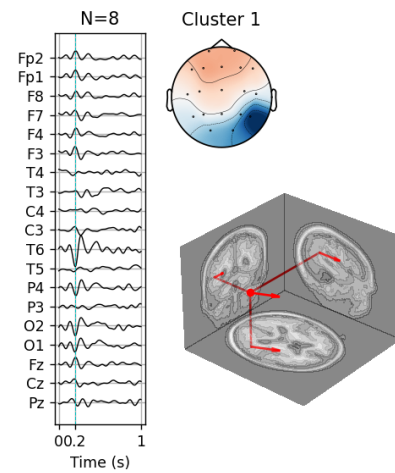 N=8
Cluster 1
Fp2
Fp1
F8
F7
F4
F3
T4
T3
C4
C3
T6
T5
P4
P3
O2
O1
Fz
Cz
Pz
00.2 1
Time (s)